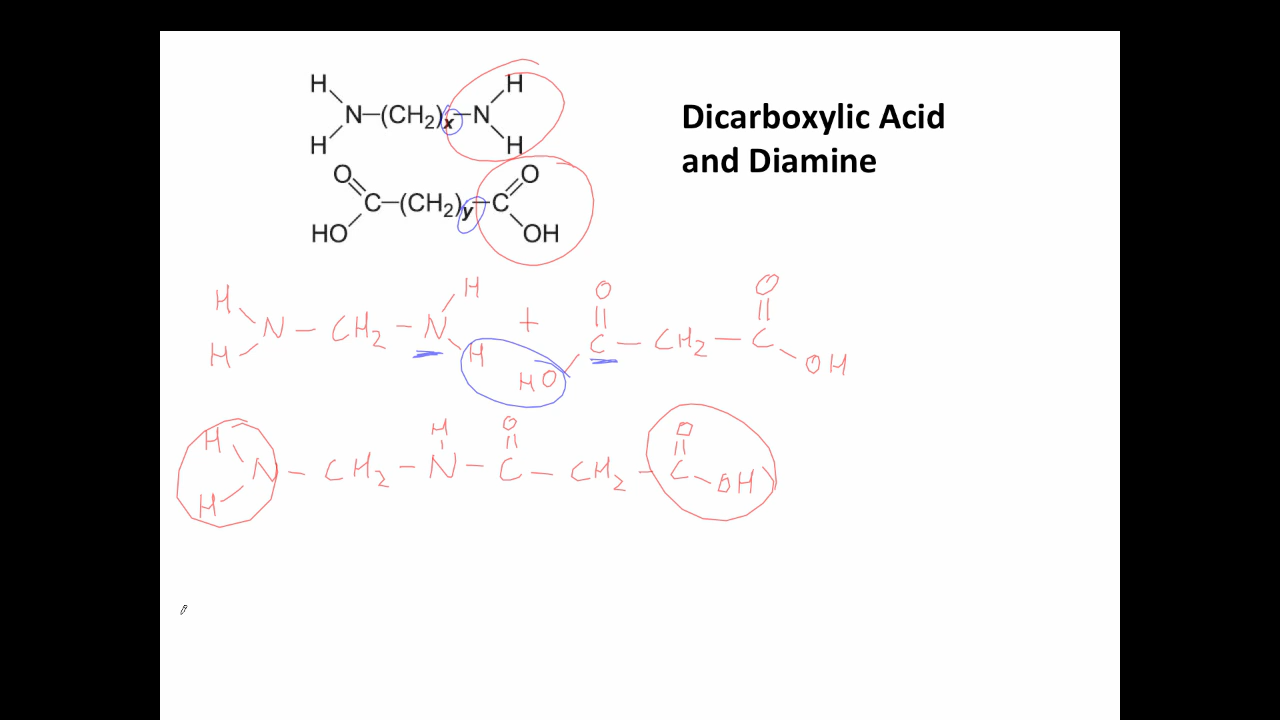 Dicarboxylic Acid
and Diamine
H H
N–(CH₂)x–N
H H
O O
C–(CH₂)y–C
HO OH
H H
N – CH₂ – N
H H
+
O O
C – CH₂ – C
HO OH
H H O O
N – CH₂ – N – C – CH₂ – C – OH
H